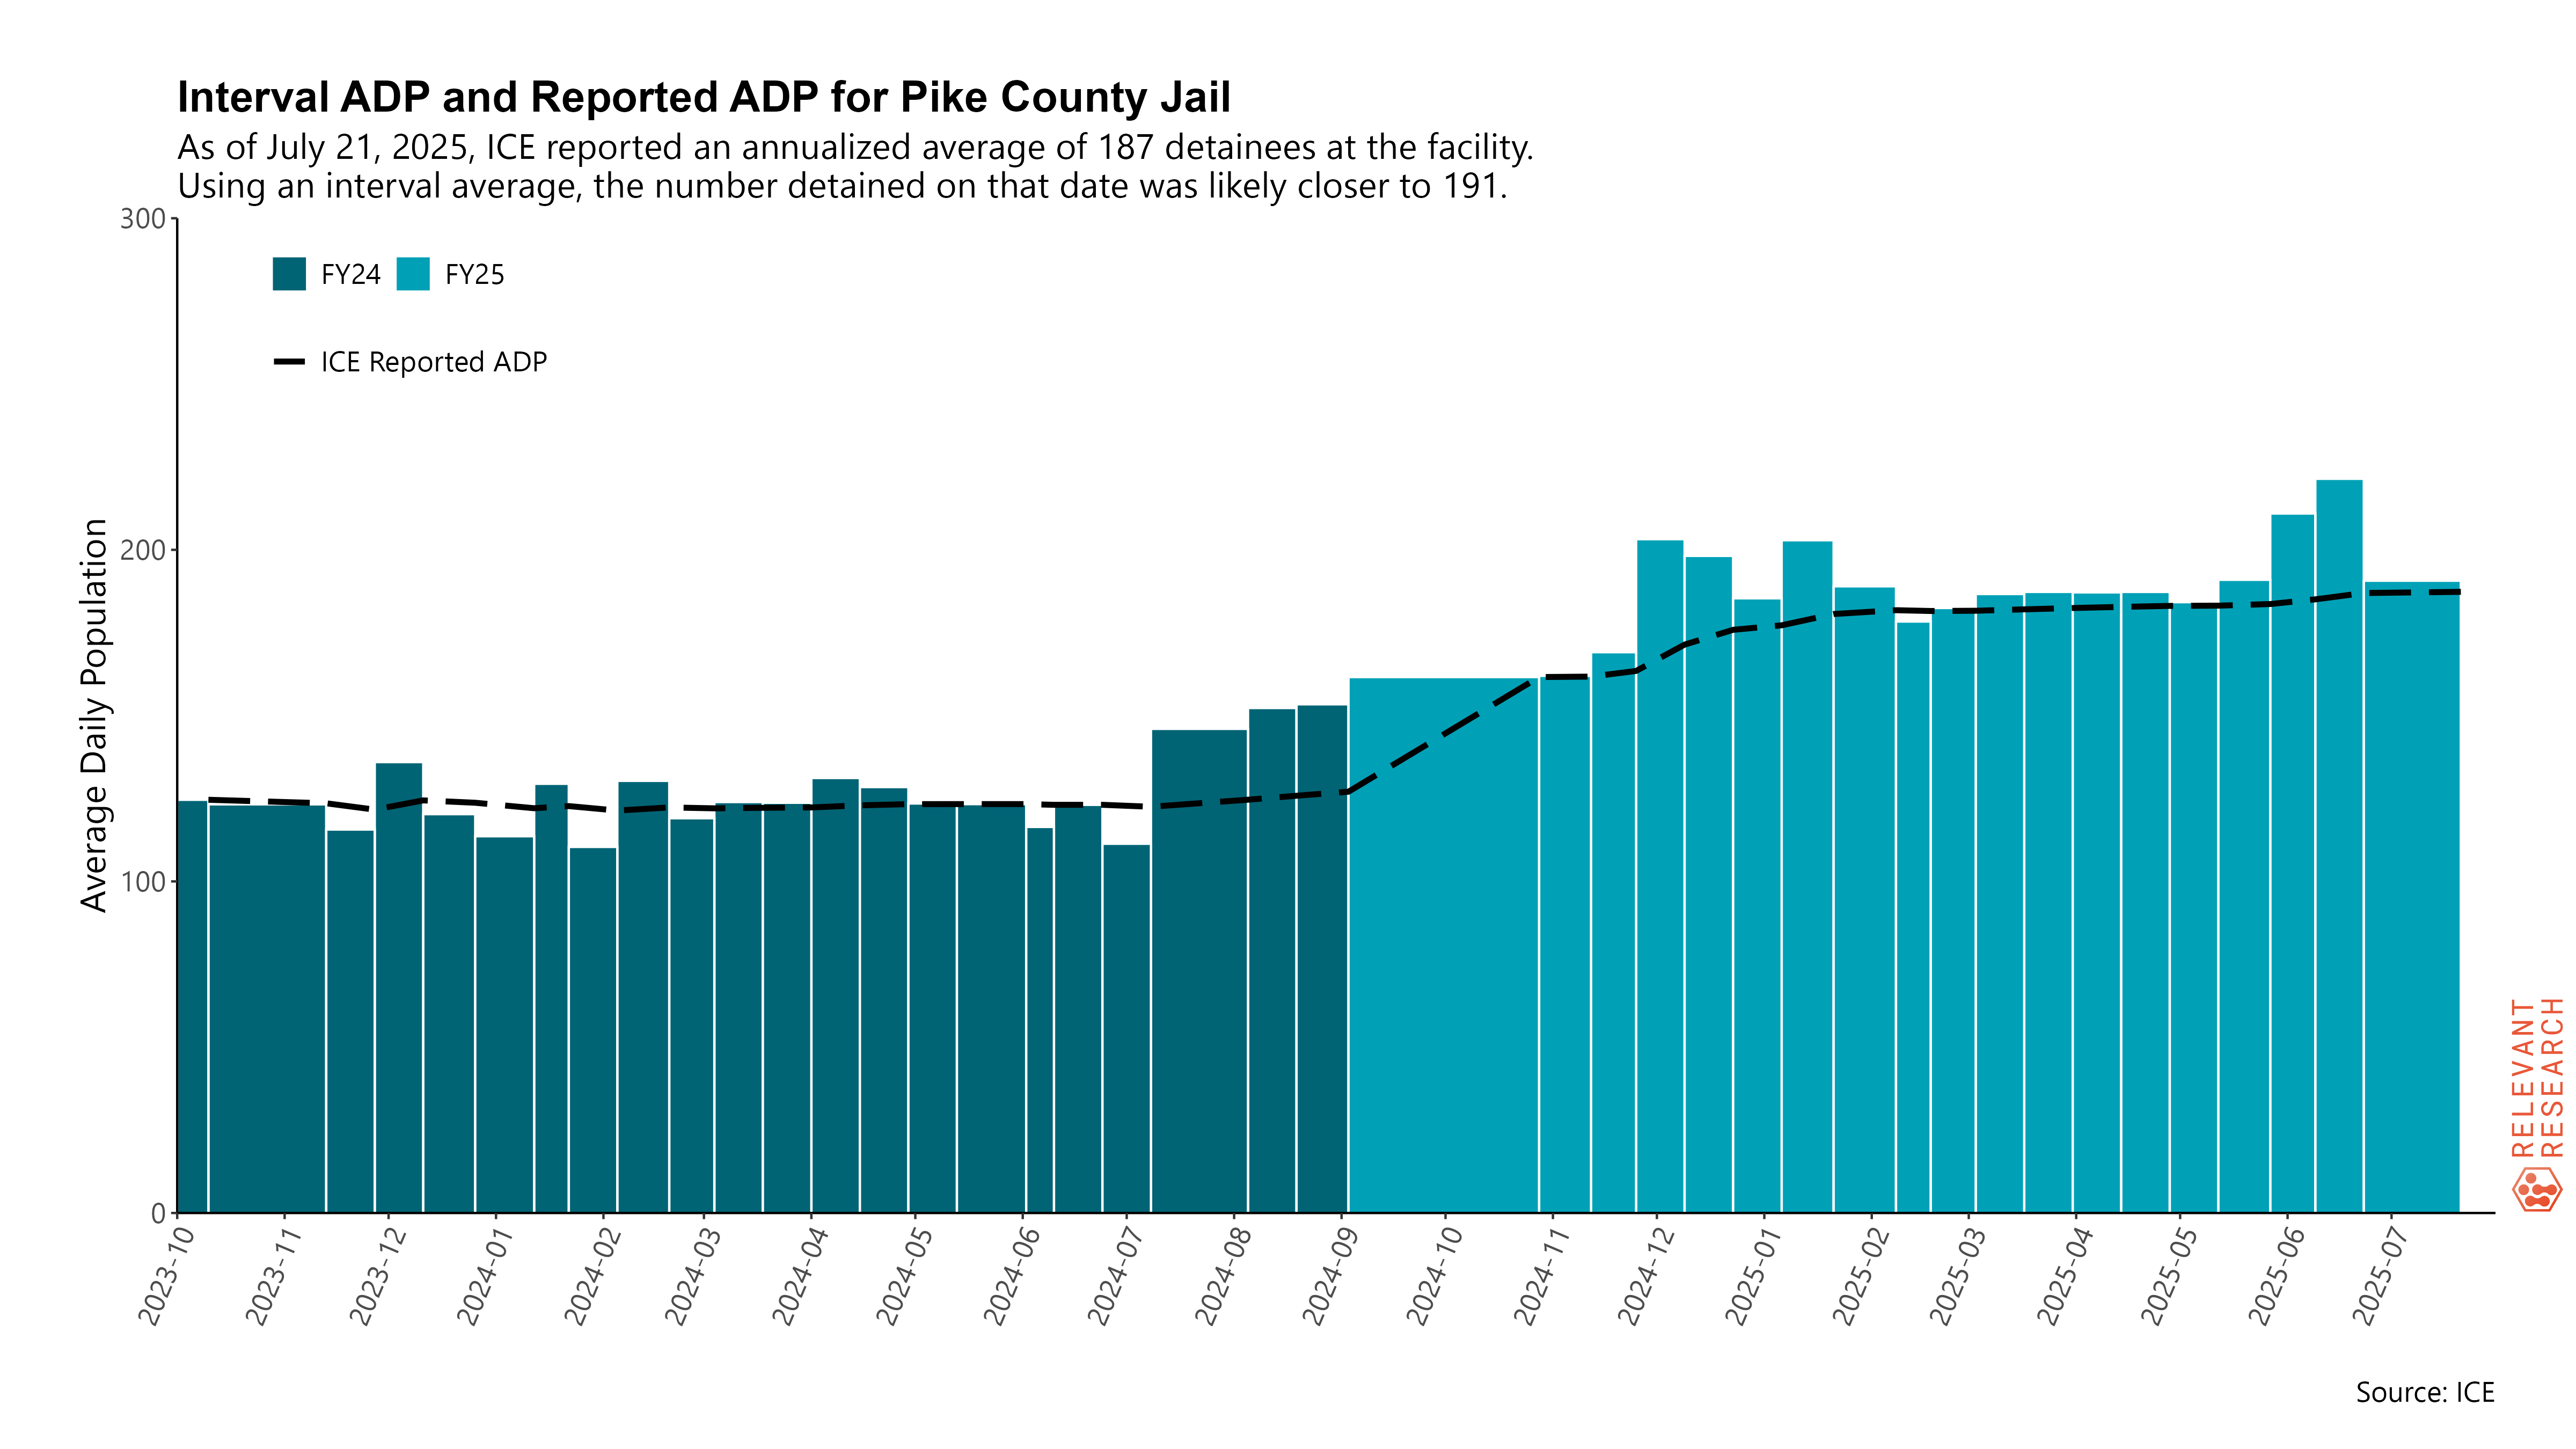 Interval ADP and Reported ADP for Pike County Jail
As of July 21, 2025, ICE reported an annualized average of 187 detainees at the facility.
Using an interval average, the number detained on that date was likely closer to 191.
300
200
100
0
Average Daily Population
FY24 FY25
ICE Reported ADP
2023-10
2023-11
2023-12
2024-01
2024-02
2024-03
2024-04
2024-05
2024-06
2024-07
2024-08
2024-09
2024-10
2024-11
2024-12
2025-01
2025-02
2025-03
2025-04
2025-05
2025-06
2025-07
RELEVANT
RESEARCH
Source: ICE